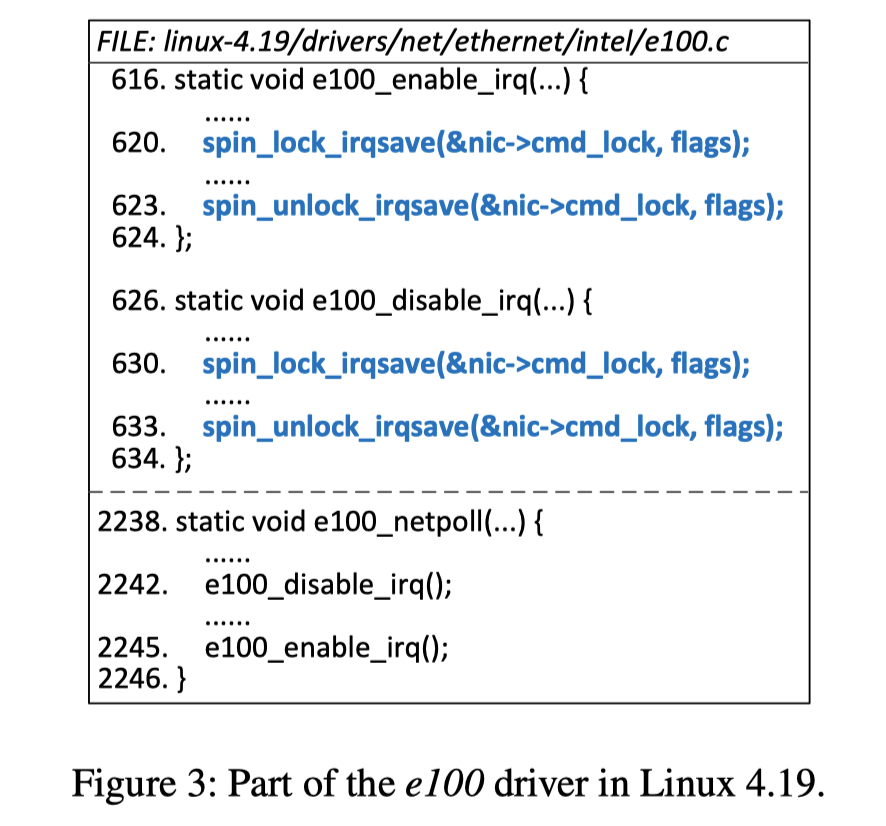 FILE: linux-4.19/drivers/net/ethernet/intel/e100.c
616. static void e100_enable_irq(...) {
......
620. spin_lock_irqsave(&nic->cmd_lock, flags);
......
623. spin_unlock_irqsave(&nic->cmd_lock, flags);
624. };
626. static void e100_disable_irq(...) {
......
630. spin_lock_irqsave(&nic->cmd_lock, flags);
......
633. spin_unlock_irqsave(&nic->cmd_lock, flags);
634. };
2238. static void e100_netpoll(...) {
......
2242. e100_disable_irq();
......
2245. e100_enable_irq();
2246. }
Figure 3: Part of the e100 driver in Linux 4.19.